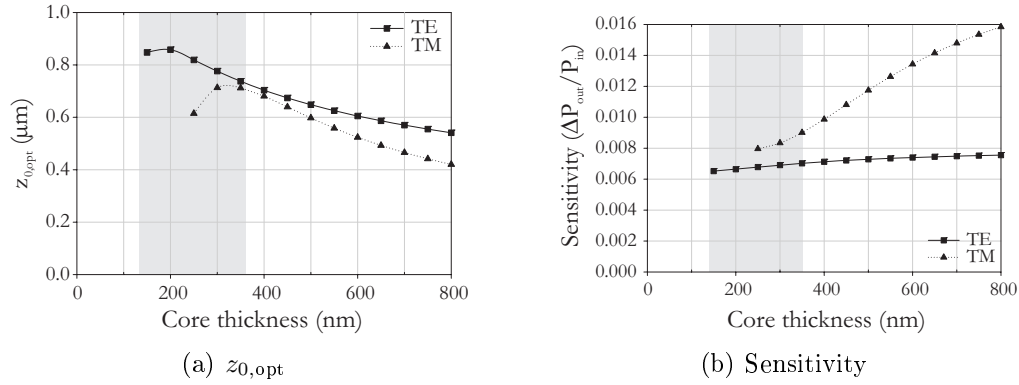 1.0
0.8
0.6
0.4
0.2
0.0
z0,opt (μm)
TE
TM
0 200 400 600 800
Core thickness (nm)
(a) z0,opt
0.016
0.014
0.012
0.010
0.008
0.006
0.004
0.002
0.000
Sensitivity (ΔPout/Pin)
TE
TM
0 200 400 600 800
Core thickness (nm)
(b) Sensitivity